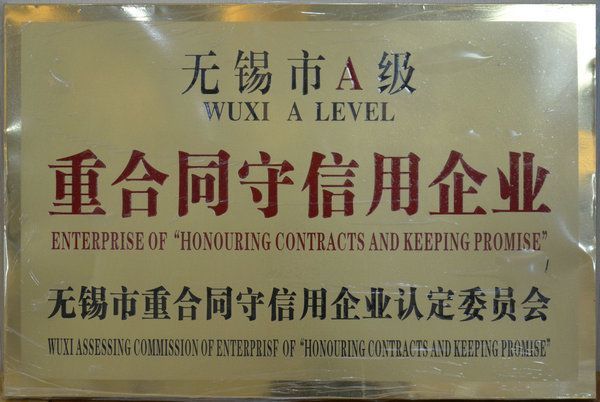 无锡市A级
WUXI A LEVEL
重合同守信用企业
ENTERPRISE OF “HONOURING CONTRACTS AND KEEPING PROMISE”
无锡市重合同守信用企业认定委员会
WUXI ASSESSING COMMISSION OF ENTERPRISF OF “HONOURING CONTRACTS AND KEEPING PROMISE”